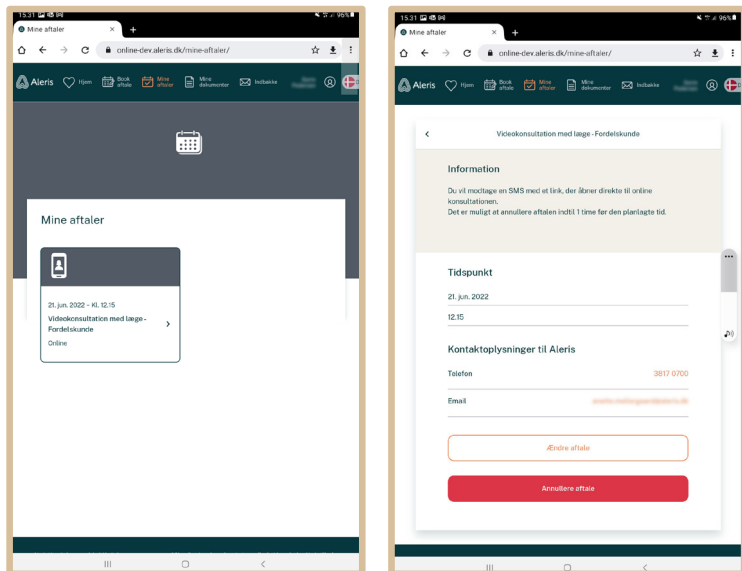 15.31
96%
Mine aftaler
online-dev.aleris.dk/mine-aftaler/
Aleris
Hjem
Book aftale
Mine aftaler
Mine dokumenter
Indbakke
Mine aftaler
21. jun. 2022 - Kl. 12.15
Videokonsultation med læge -
Fordelskunde
Online
15.31
96%
Mine aftaler
online-dev.aleris.dk/mine-aftaler/
Aleris
Hjem
Book aftale
Mine aftaler
Mine dokumenter
Indbakke
Videokonsultation med læge - Fordelskunde
Information
Du vil modtage en SMS med et link, der åbner direkte til online
konsultationen.
Det er muligt at annullere aftalen indtil 1 time før den planlagte tid.
Tidspunkt
21. jun. 2022
12.15
Kontaktoplysninger til Aleris
Telefon
3817 0700
Email
Ændre aftale
Annullere aftale